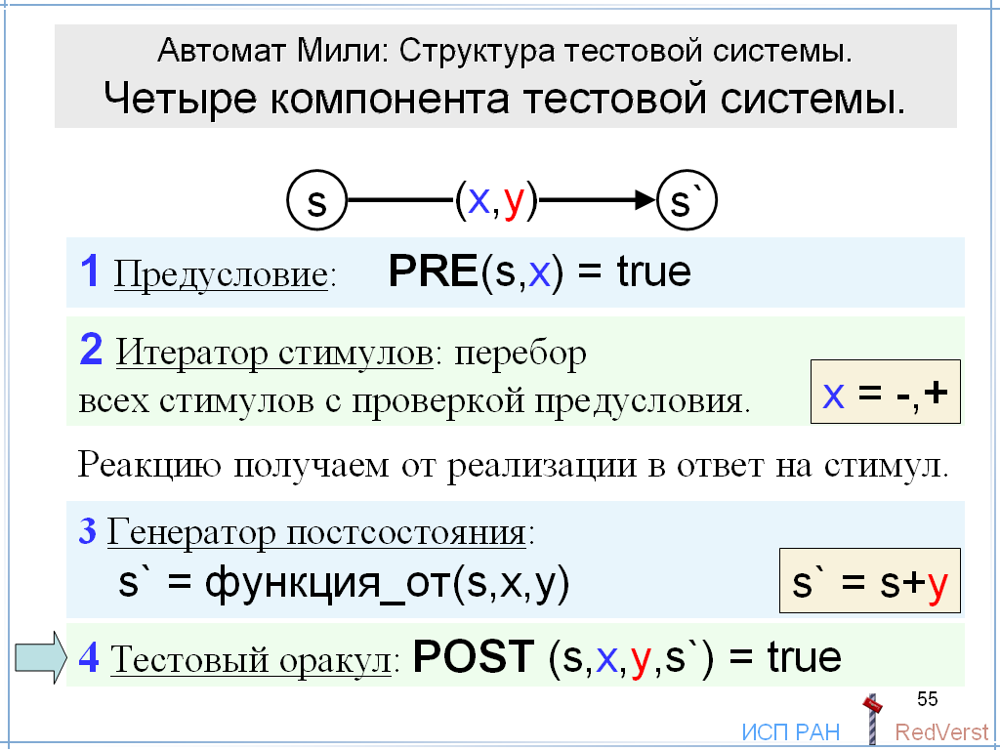 Автомат Мили: Структура тестовой системы.
Четыре компонента тестовой системы.
s (x,y) s`
1 Предусловие: PRE(s,x) = true
2 Итератор стимулов: перебор
всех стимулов с проверкой предусловия.
x = -,+
Реакцию получаем от реализации в ответ на стимул.
3 Генератор постсостояния:
s` = функция_от(s,x,y)
s` = s+y
4 Тестовый оракул: POST (s,x,y,s`) = true
55
ИСП РАН
RedVerst